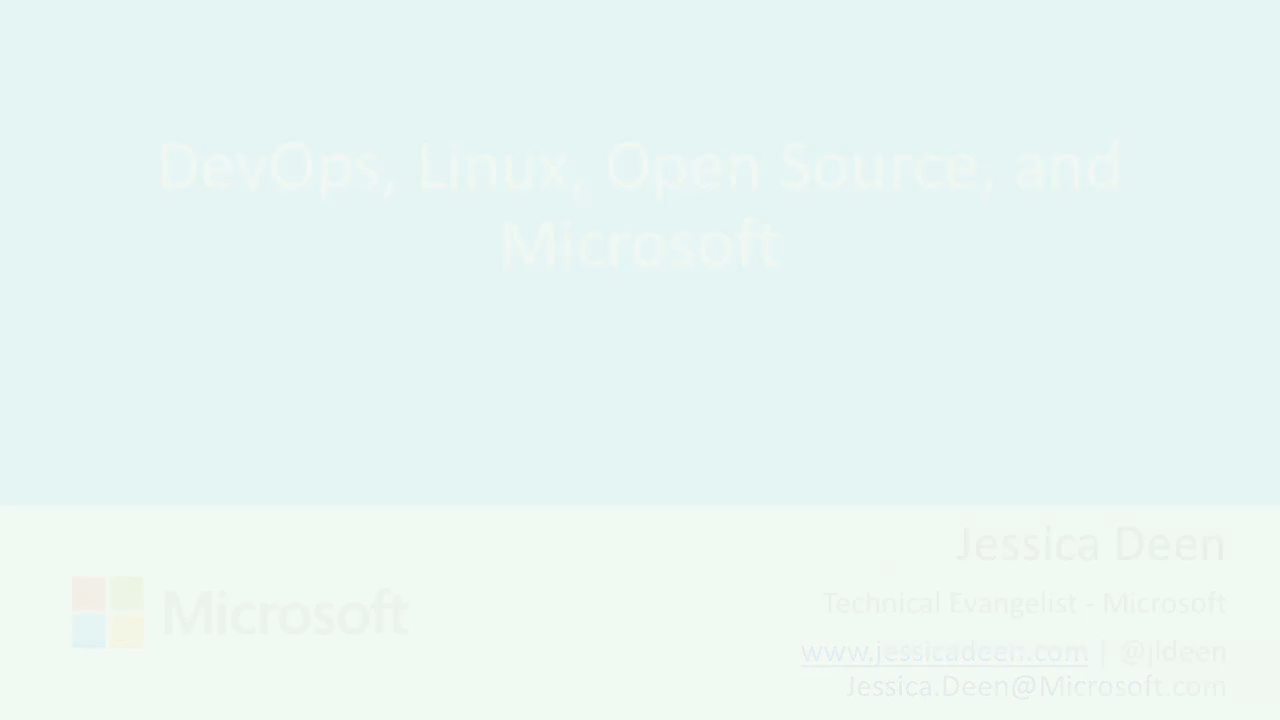 DevOps, Linux, Open Source, and
Microsoft
Jessica Deen
Microsoft
Technical Evangelist - Microsoft
www.jessicadeen.com | @jldeen
Jessica.Deen@Microsoft.com